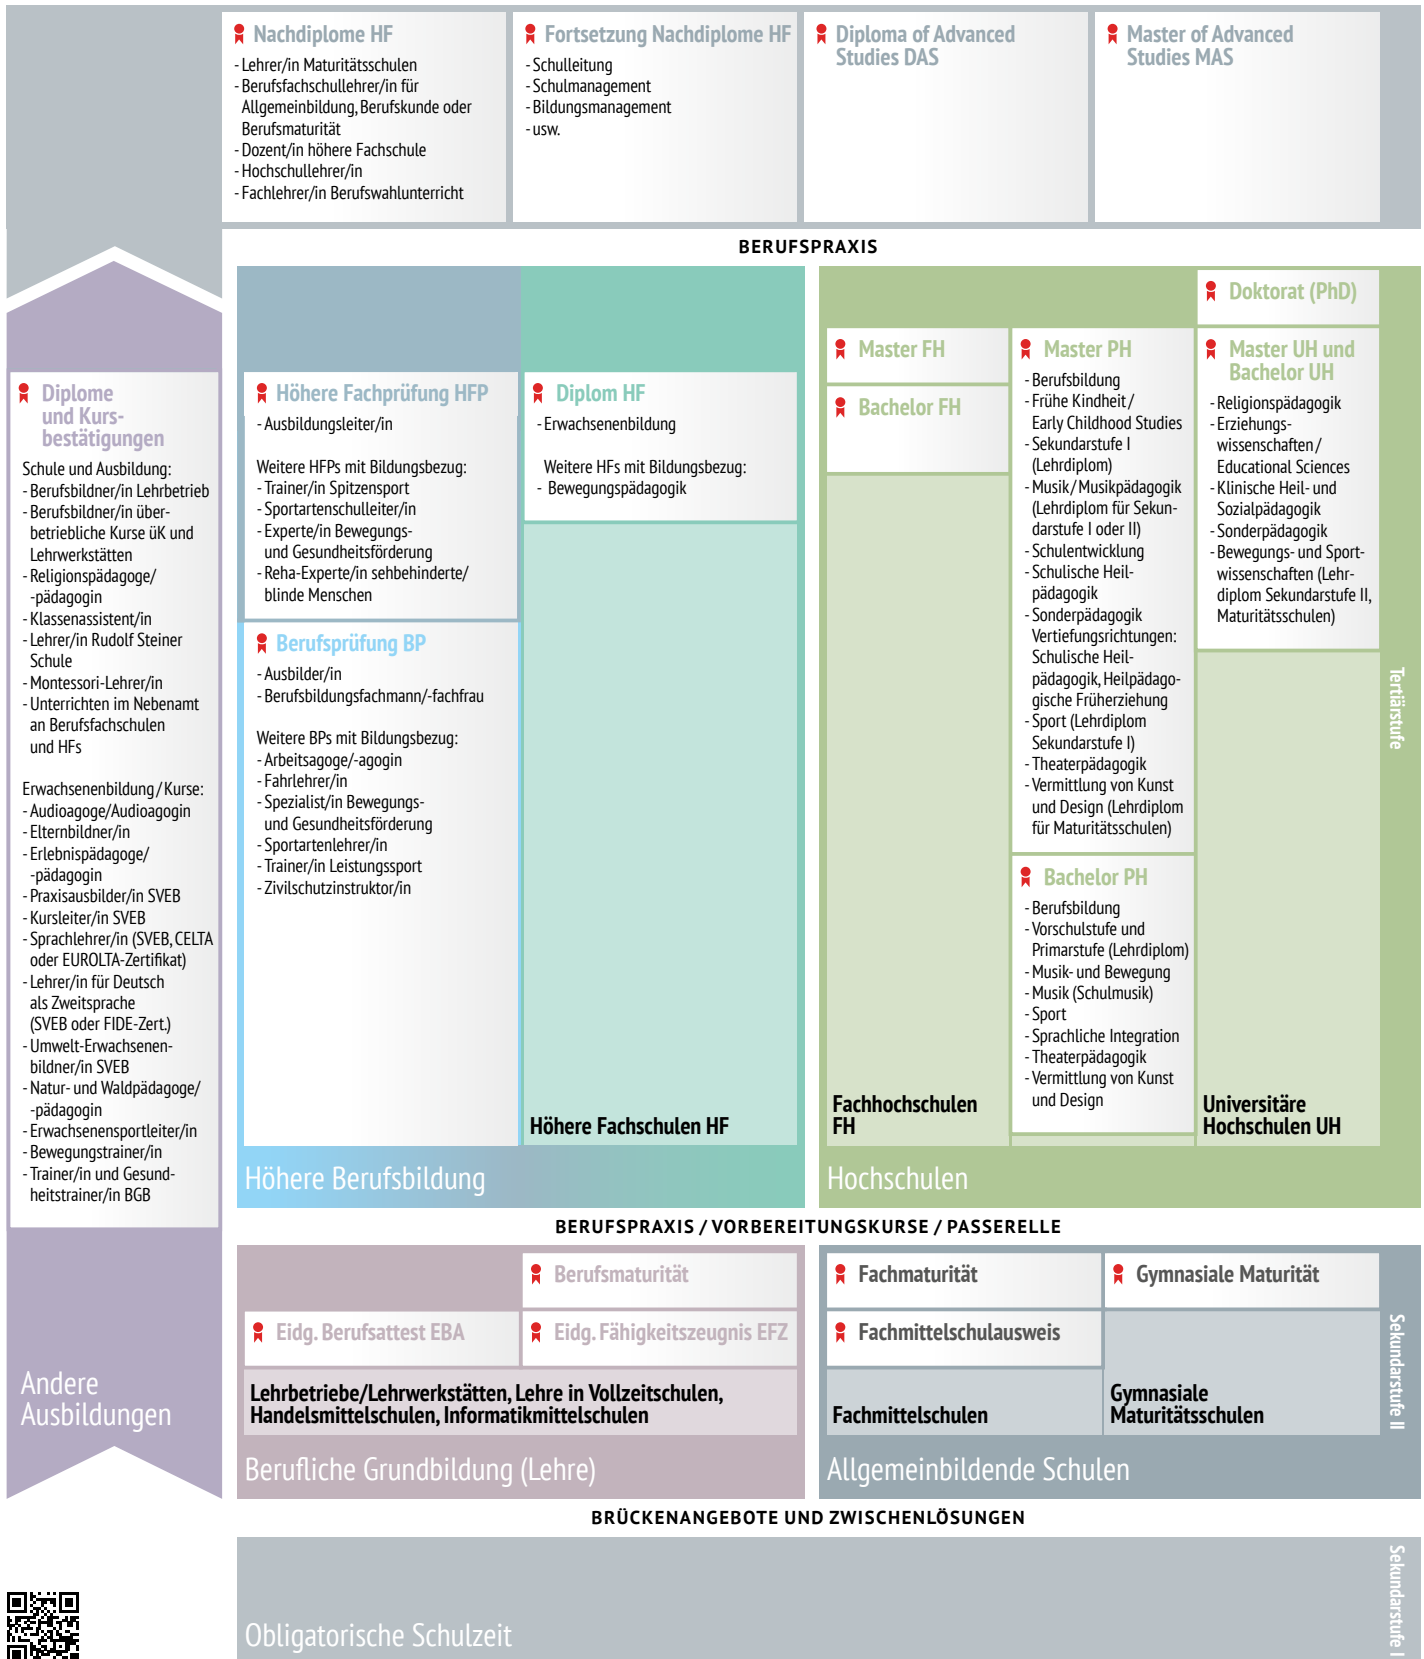 Nachdiplome HF
- Lehrer/in Maturitätsschulen
- Berufsfachschullehrer/in für
Allgemeinbildung, Berufskunde oder
Berufsmaturität
- Dozent/in höhere Fachschule
- Hochschullehrer/in
- Fachlehrer/in Berufswahlunterricht
Fortsetzung Nachdiplome HF
- Schulleitung
- Schulmanagement
- Bildungsmanagement
- usw.
Diploma of Advanced
Studies DAS
Master of Advanced
Studies MAS
BERUFSPRAXIS
Diplome
und Kurs-
bestätigungen
Schule und Ausbildung:
- Berufsbildner/in Lehrbetrieb
- Berufsbildner/in über-
betriebliche Kurse üK und
Lehrwerkstätten
- Religionspädagoge/
-pädagogin
- Klassenassistent/in
- Lehrer/in Rudolf Steiner
Schule
- Montessori-Lehrer/in
- Unterrichten im Nebenamt
an Berufsfachschulen
und HFs
Erwachsenenbildung / Kurse:
- Audioagoge/Audioagogin
- Elternbildner/in
- Erlebnispädagoge/
-pädagogin
- Praxisausbilder/in SVEB
- Kursleiter/in SVEB
- Sprachlehrer/in (SVEB, CELTA
oder EUROLTA-Zertifikat)
- Lehrer/in für Deutsch
als Zweitsprache
(SVEB oder FIDE-Zert.)
- Umwelt-Erwachsenen-
bildner/in SVEB
- Natur- und Waldpädagoge/
-pädagogin
- Erwachsenensportleiter/in
- Bewegungstrainer/in
- Trainer/in und Gesund-
heitstrainer/in BGB
Andere
Ausbildungen
Höhere Fachprüfung HFP
- Ausbildungsleiter/in
Weitere HFPs mit Bildungsbezug:
- Trainer/in Spitzensport
- Sportartenschulleiter/in
- Experte/in Bewegungs-
und Gesundheitsförderung
- Reha-Experte/in sehbehinderte/
blinde Menschen
Berufsprüfung BP
- Ausbilder/in
- Berufsbildungsfachmann/-fachfrau
Weitere BPs mit Bildungsbezug:
- Arbeitsagoge/-agogin
- Fahrlehrer/in
- Spezialist/in Bewegungs-
und Gesundheitsförderung
- Sportartenlehrer/in
- Trainer/in Leistungssport
- Zivilschutzinstruktor/in
Diplom HF
- Erwachsenenbildung
Weitere HFs mit Bildungsbezug:
- Bewegungspädagogik
Höhere Fachschulen HF
Höhere Berufsbildung
Master FH
Bachelor FH
Fachhochschulen
FH
Master PH
- Berufsbildung
- Frühe Kindheit /
Early Childhood Studies
- Sekundarstufe I
(Lehrdiplom)
- Musik / Musikpädagogik
(Lehrdiplom für Sekun-
darstufe I oder II)
- Schulentwicklung
- Schulische Heil-
pädagogik
- Sonderpädagogik
Vertiefungsrichtungen:
Schulische Heil-
pädagogik, Heilpädago-
gische Früherziehung
- Sport (Lehrdiplom
Sekundarstufe I)
- Theaterpädagogik
- Vermittlung von Kunst
und Design (Lehrdiplom
für Maturitätsschulen)
Bachelor PH
- Berufsbildung
- Vorschulstufe und
Primarstufe (Lehrdiplom)
- Musik- und Bewegung
- Musik (Schulmusik)
- Sport
- Sprachliche Integration
- Theaterpädagogik
- Vermittlung von Kunst
und Design
Doktorat (PhD)
Master UH und
Bachelor UH
- Religionspädagogik
- Erziehungs-
wissenschaften /
Educational Sciences
- Klinische Heil- und
Sozialpädagogik
- Sonderpädagogik
- Bewegungs- und Sport-
wissenschaften (Lehr-
diplom Sekundarstufe II,
Maturitätsschulen)
Universitäre
Hochschulen UH
Hochschulen
Tertiärstufe
BERUFSPRAXIS / VORBEREITUNGSKURSE / PASSERELLE
Berufsmaturität
Eidg. Berufsattest EBA
Eidg. Fähigkeitszeugnis EFZ
Lehrbetriebe/Lehrwerkstätten, Lehre in Vollzeitschulen,
Handelsmittelschulen, Informatikmittelschulen
Berufliche Grundbildung (Lehre)
Fachmaturität
Fachmittelschulausweis
Fachmittelschulen
Gymnasiale Maturität
Gymnasiale
Maturitätsschulen
Allgemeinbildende Schulen
Sekundarstufe II
BRÜCKENANGEBOTE UND ZWISCHENLÖSUNGEN
Obligatorische Schulzeit
Sekundarstufe I